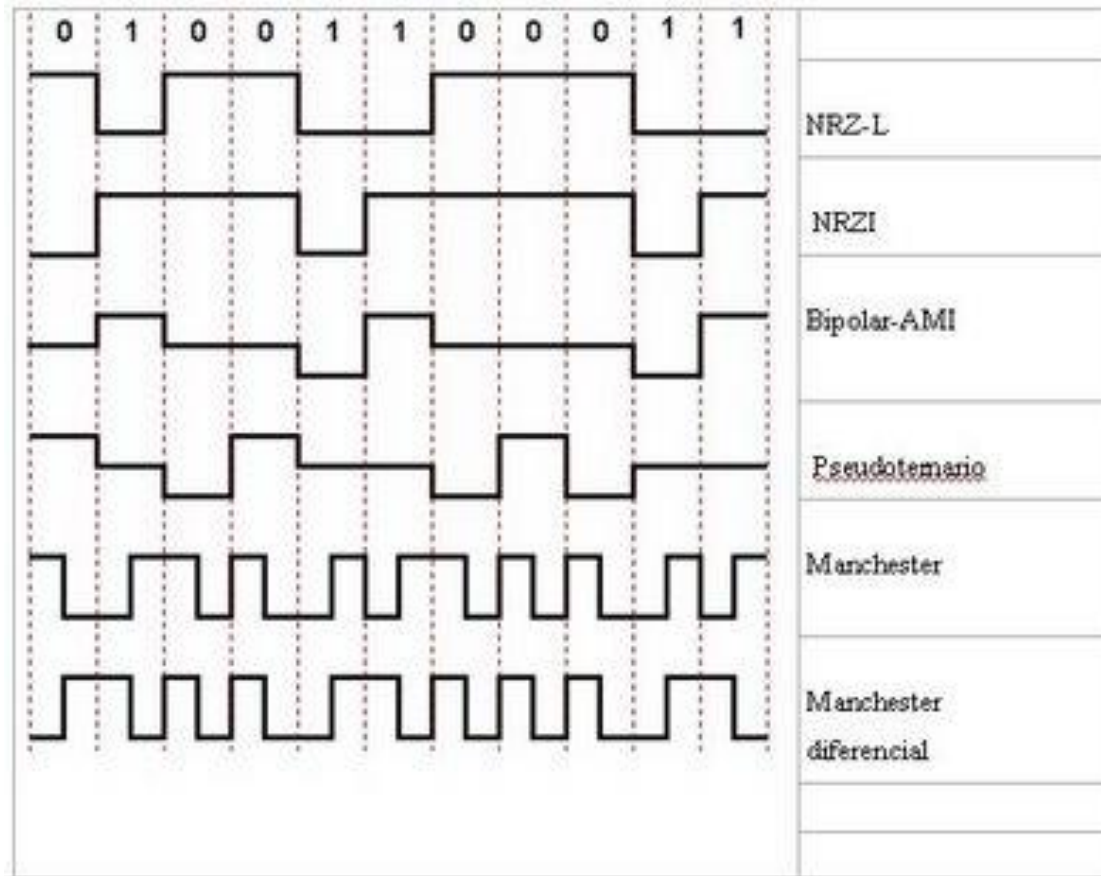 0 1 0 0 1 1 0 0 0 1 1
NRZ-L
NRZI
Bipolar-AMI
Pseudoternario
Manchester
Manchester
diferencial